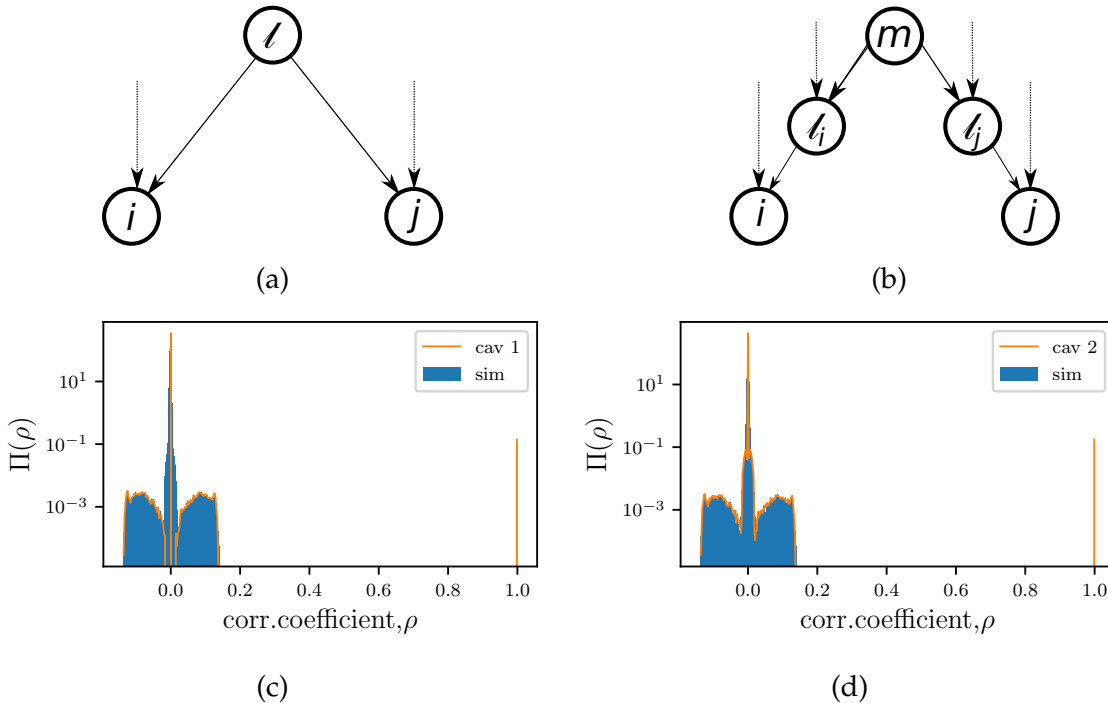 ℓ
i
j
(a)
m
ℓi
ℓj
i
j
(b)
Π(ρ)
10^1
10^-1
10^-3
0.0 0.2 0.4 0.6 0.8 1.0
corr.coefficient,ρ
cav 1
sim
(c)
Π(ρ)
10^1
10^-1
10^-3
0.0 0.2 0.4 0.6 0.8 1.0
corr.coefficient,ρ
cav 2
sim
(d)